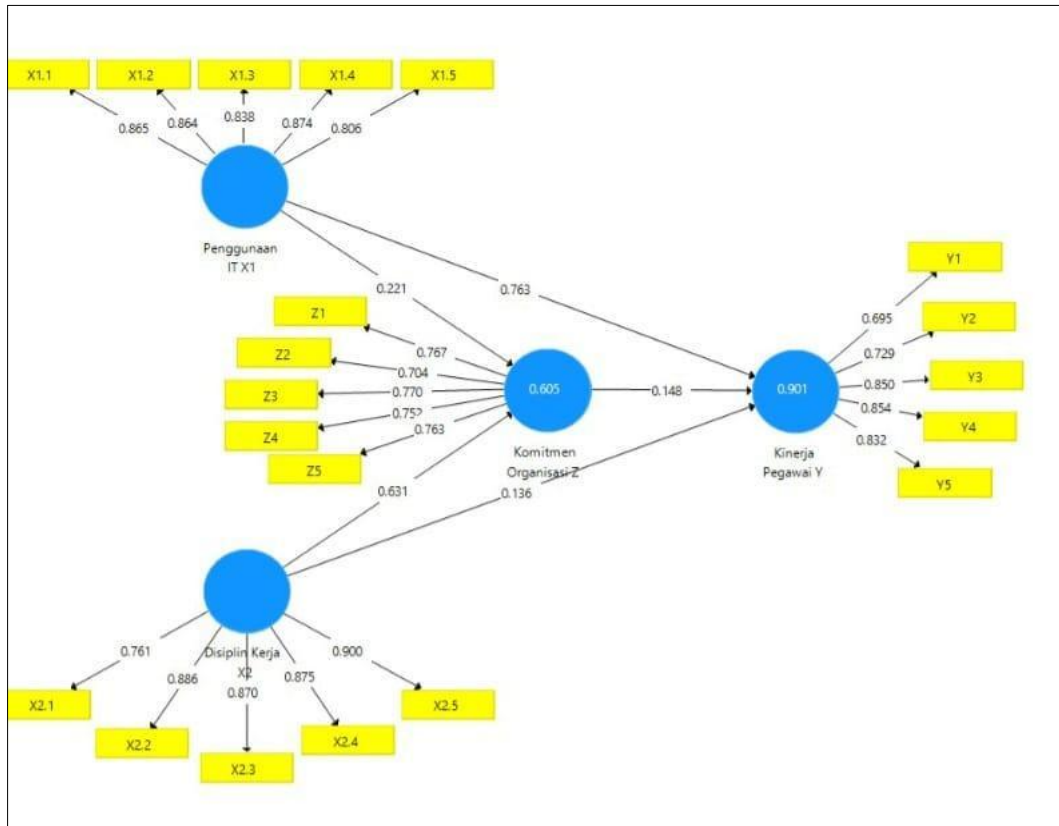 X1.1
X1.2
X1.3
X1.4
X1.5
0.865
0.864
0.838
0.874
0.806
Penggunaan
IT X1
0.221
0.763
Z1
Z2
Z3
Z4
Z5
0.767
0.704
0.770
0.752
0.763
0.605
Komitmen
Organisasi Z
0.148
0.901
Kinerja
Pegawai Y
0.695
0.729
0.850
0.854
0.832
Y1
Y2
Y3
Y4
Y5
0.631
0.136
Disiplin Kerja
X2
0.761
0.886
0.870
0.875
0.900
X2.1
X2.2
X2.3
X2.4
X2.5